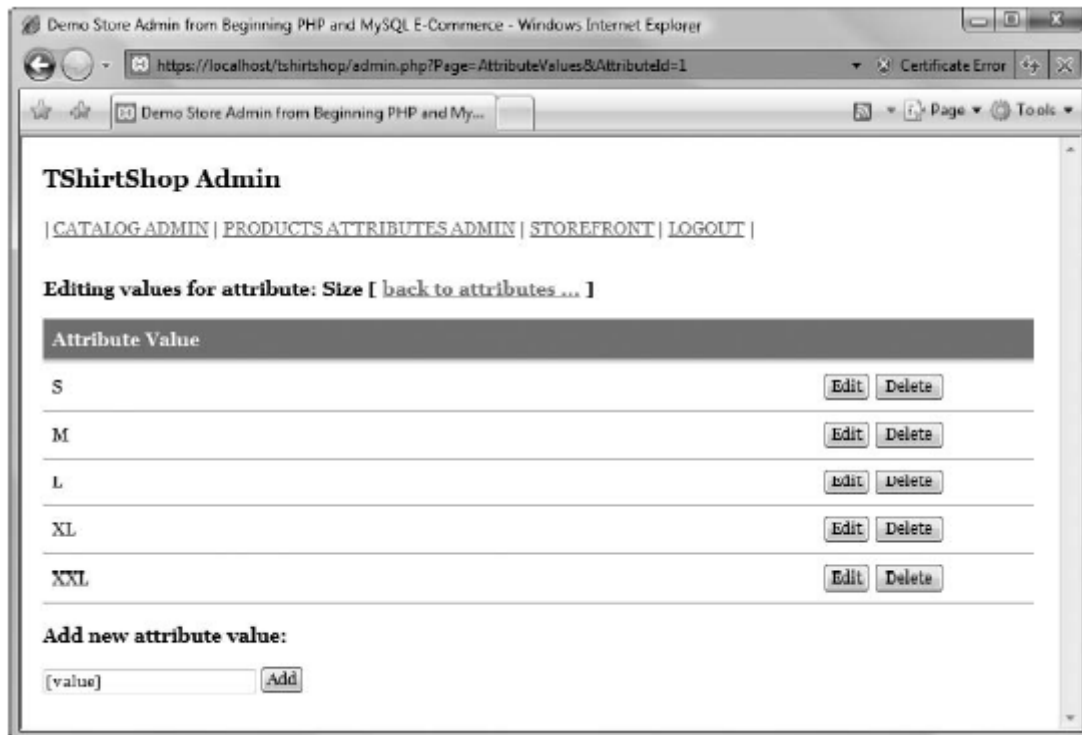 Demo Store Admin from Beginning PHP and MySQL E-Commerce - Windows Internet Explorer
https://localhost/tshirtshop/admin.php?Page=AttributeValues&AttributeId=1 Certificate Error
Demo Store Admin from Beginning PHP and My... Page Tools
TShirtShop Admin
| CATALOG ADMIN | PRODUCTS ATTRIBUTES ADMIN | STOREFRONT | LOGOUT |
Editing values for attribute: Size [ back to attributes ... ]
Attribute Value
S Edit Delete
M Edit Delete
L Edit Delete
XL Edit Delete
XXL Edit Delete
Add new attribute value:
[value] Add